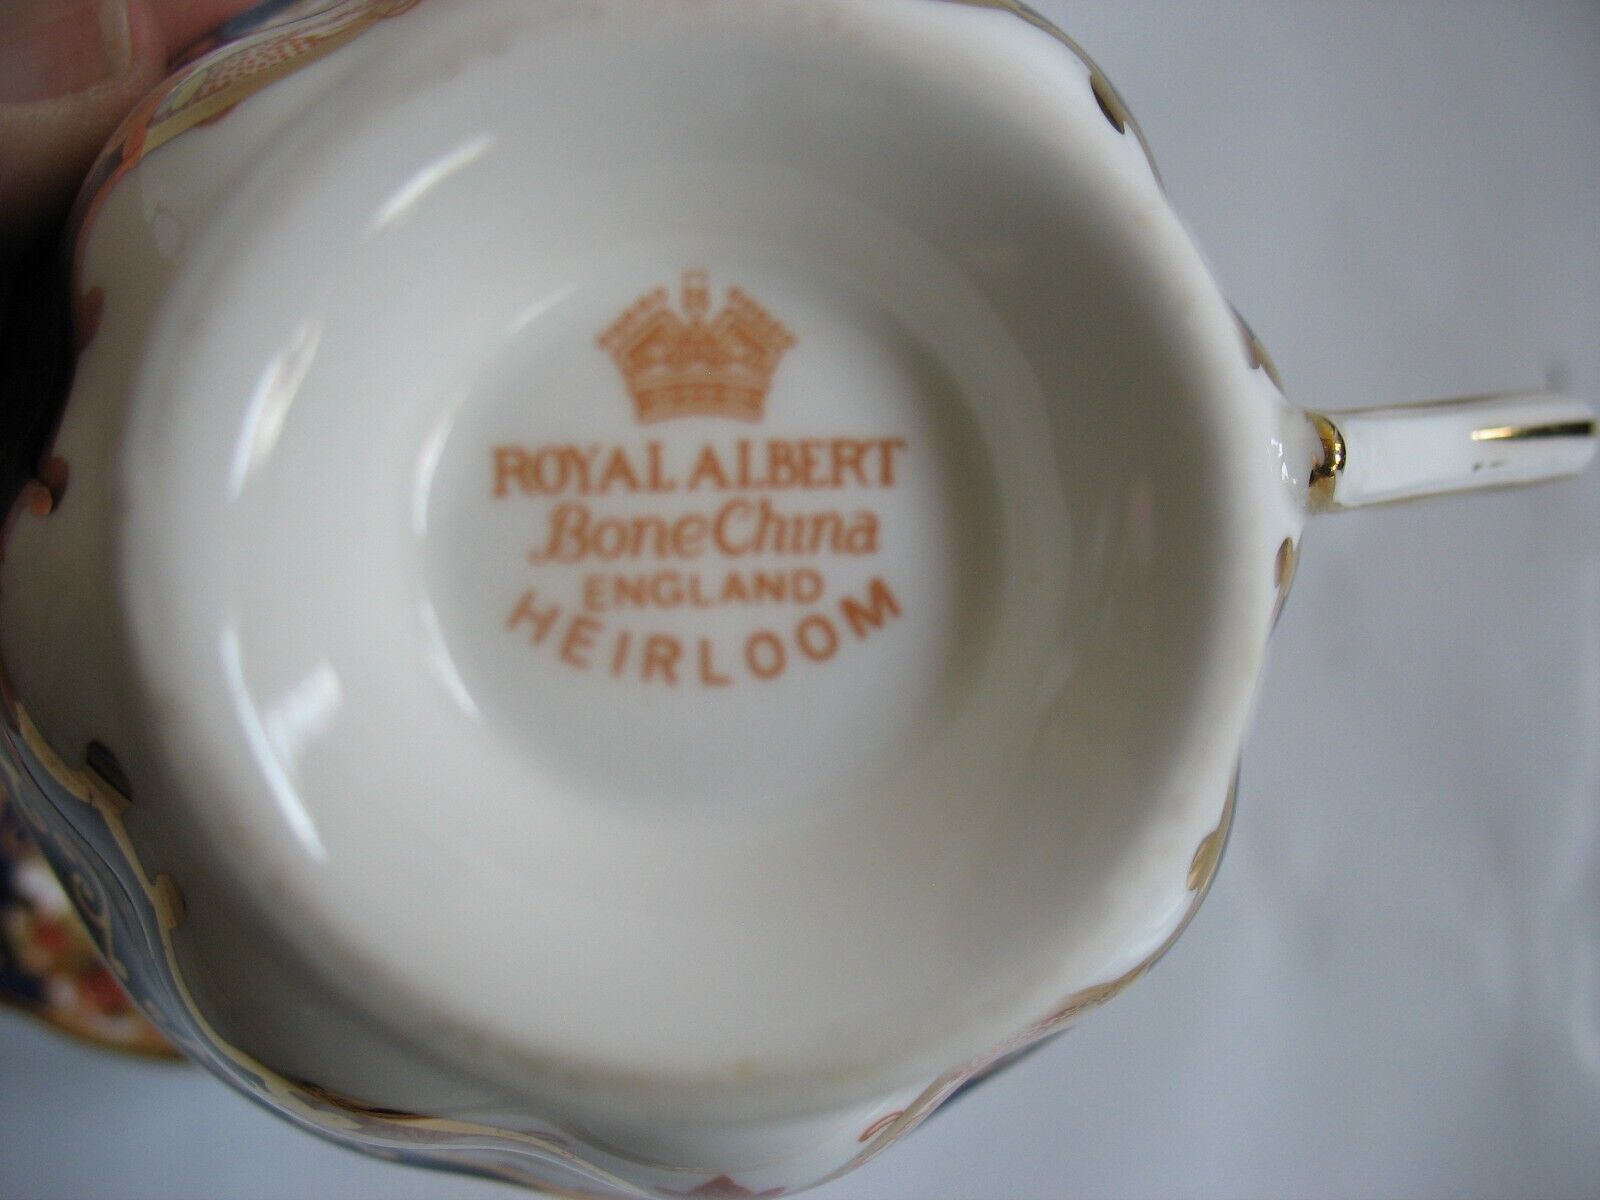 ROYAL ALBERT
Bone China
ENGLAND
HEIRLOOM